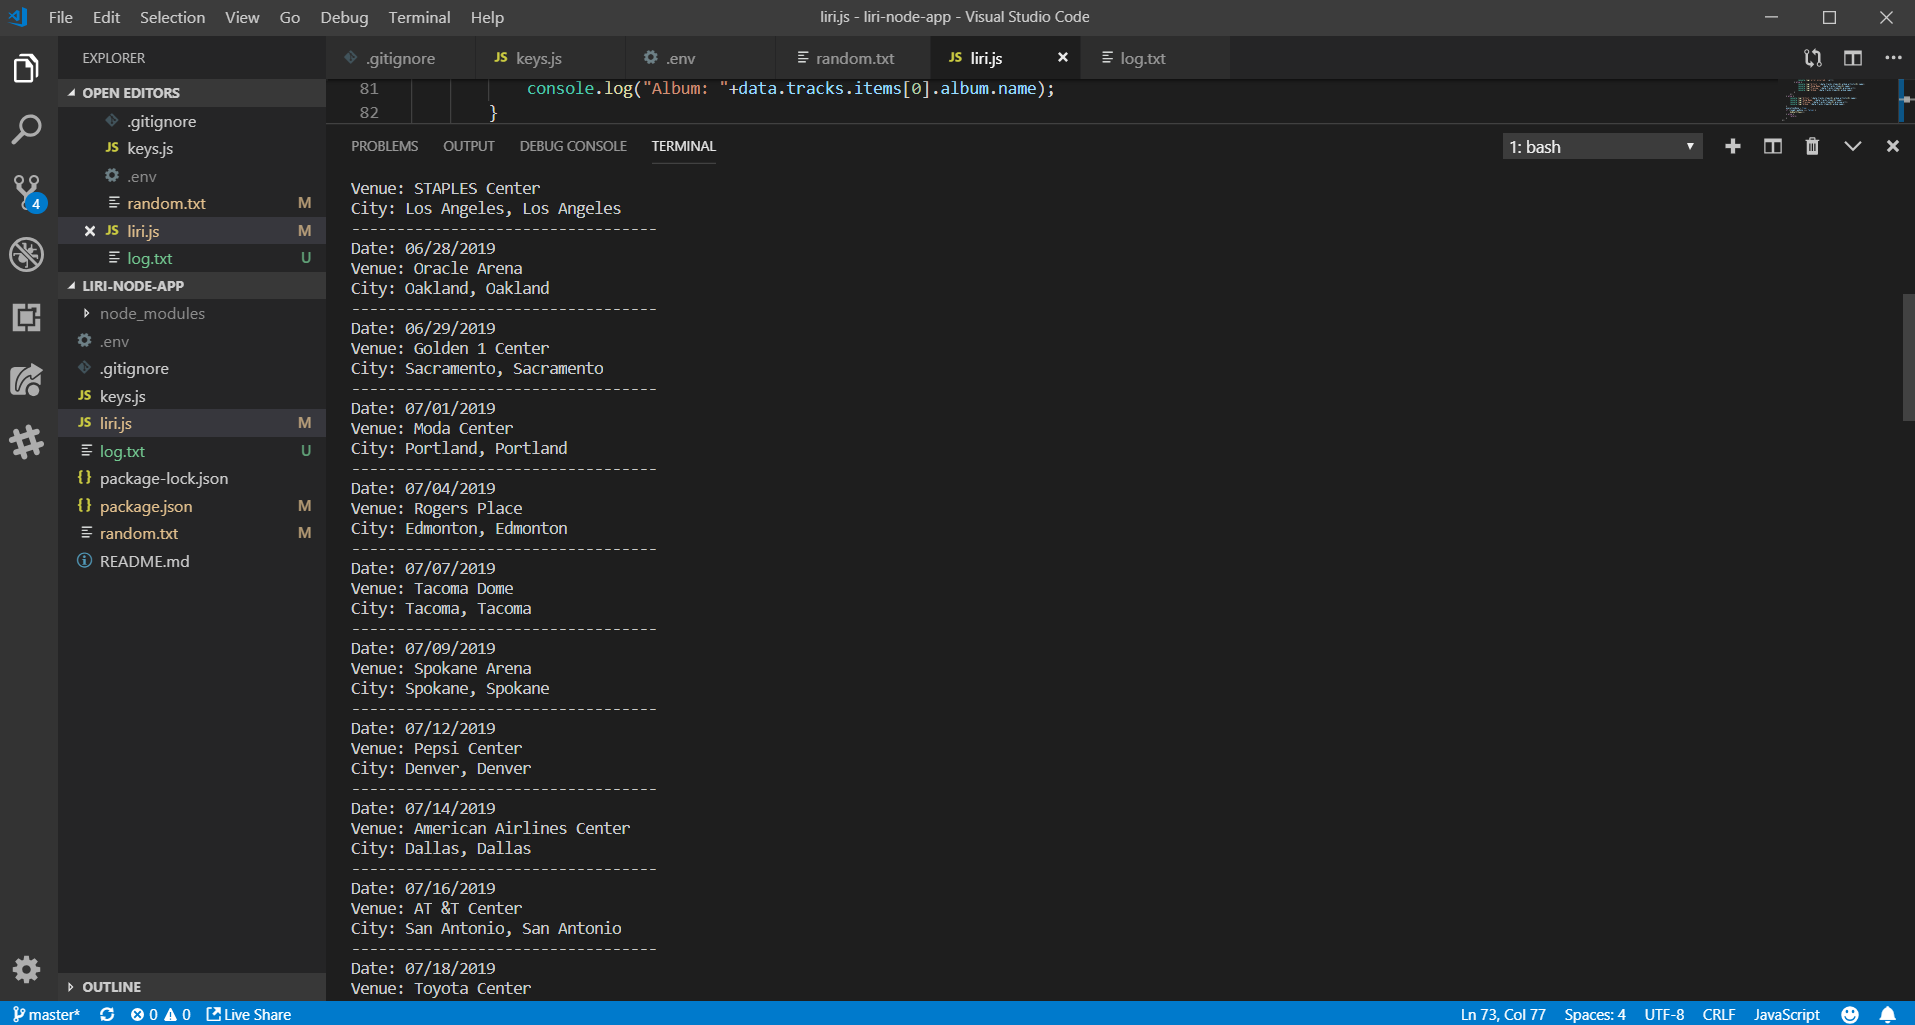 File Edit Selection View Go Debug Terminal Help
liri.js - liri-node-app - Visual Studio Code
EXPLORER
OPEN EDITORS
.gitignore
keys.js
.env
random.txt M
liri.js M
log.txt U
LIRI-NODE-APP
node_modules
.env
.gitignore
keys.js
liri.js M
log.txt U
package-lock.json
package.json M
random.txt M
README.md
OUTLINE
4
.gitignore JS keys.js .env random.txt JS liri.js log.txt
81 console.log("Album: "+data.tracks.items[0].album.name);
82 }
PROBLEMS OUTPUT DEBUG CONSOLE TERMINAL
1: bash
Venue: STAPLES Center
City: Los Angeles, Los Angeles
----------------------------------
Date: 06/28/2019
Venue: Oracle Arena
City: Oakland, Oakland
----------------------------------
Date: 06/29/2019
Venue: Golden 1 Center
City: Sacramento, Sacramento
----------------------------------
Date: 07/01/2019
Venue: Moda Center
City: Portland, Portland
----------------------------------
Date: 07/04/2019
Venue: Rogers Place
City: Edmonton, Edmonton
----------------------------------
Date: 07/07/2019
Venue: Tacoma Dome
City: Tacoma, Tacoma
----------------------------------
Date: 07/09/2019
Venue: Spokane Arena
City: Spokane, Spokane
----------------------------------
Date: 07/12/2019
Venue: Pepsi Center
City: Denver, Denver
----------------------------------
Date: 07/14/2019
Venue: American Airlines Center
City: Dallas, Dallas
----------------------------------
Date: 07/16/2019
Venue: AT &T Center
City: San Antonio, San Antonio
----------------------------------
Date: 07/18/2019
Venue: Toyota Center
master* 0 0 Live Share
Ln 73, Col 77 Spaces: 4 UTF-8 CRLF JavaScript